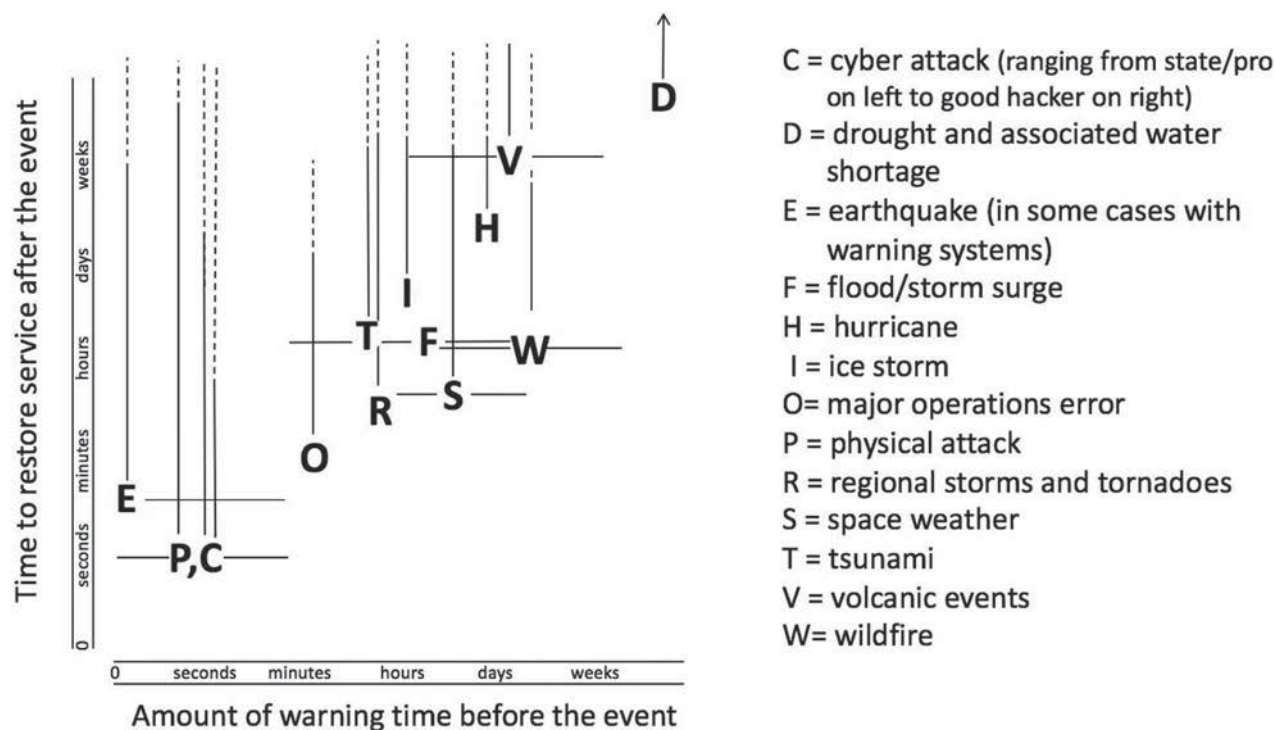 Time to restore service after the event
weeks
days
hours
minutes
seconds
0
D
V
H
I
T
F
W
R
S
O
E
P,C
0 seconds minutes hours days weeks
Amount of warning time before the event
C = cyber attack (ranging from state/pro
on left to good hacker on right)
D = drought and associated water
shortage
E = earthquake (in some cases with
warning systems)
F = flood/storm surge
H = hurricane
I = ice storm
O= major operations error
P = physical attack
R = regional storms and tornadoes
S = space weather
T = tsunami
V = volcanic events
W= wildfire